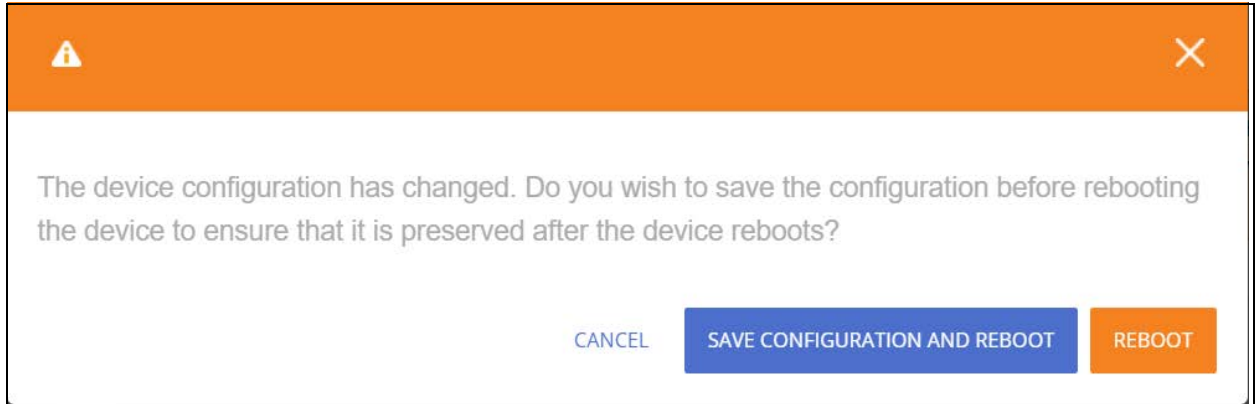 The device configuration has changed. Do you wish to save the configuration before rebooting
the device to ensure that it is preserved after the device reboots?
CANCEL SAVE CONFIGURATION AND REBOOT REBOOT